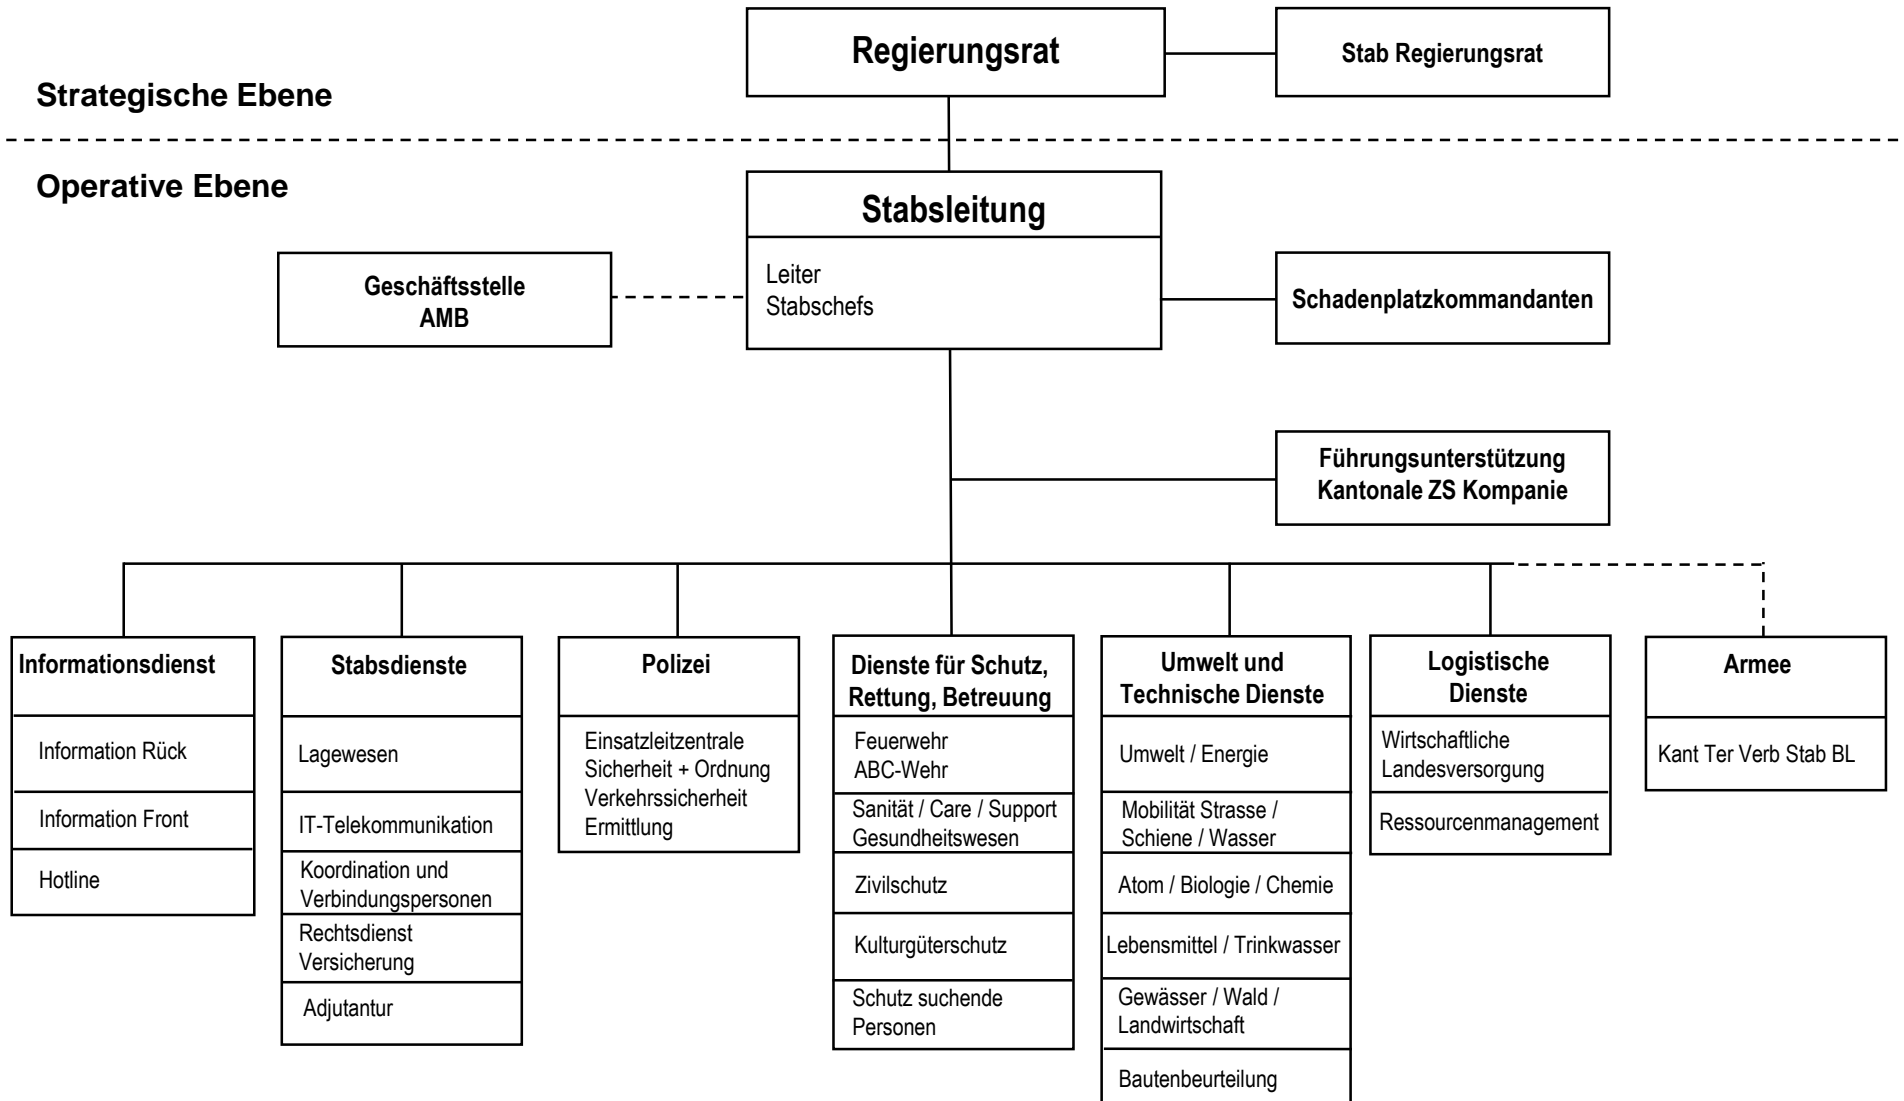 Regierungsrat
Stab Regierungsrat
Strategische Ebene
Operative Ebene
Stabsleitung
Leiter
Stabschefs
Geschäftsstelle
AMB
Schadenplatzkommandanten
Führungsunterstützung
Kantonale ZS Kompanie
Informationsdienst
Information Rück
Information Front
Hotline
Stabsdienste
Lagewesen
IT-Telekommunikation
Koordination und
Verbindungspersonen
Rechtsdienst
Versicherung
Adjutantur
Polizei
Einsatzleitzentrale
Sicherheit + Ordnung
Verkehrssicherheit
Ermittlung
Dienste für Schutz,
Rettung, Betreuung
Feuerwehr
ABC-Wehr
Sanität / Care / Support
Gesundheitswesen
Zivilschutz
Kulturgüterschutz
Schutz suchende
Personen
Umwelt und
Technische Dienste
Umwelt / Energie
Mobilität Strasse /
Schiene / Wasser
Atom / Biologie / Chemie
Lebensmittel / Trinkwasser
Gewässer / Wald /
Landwirtschaft
Bautenbeurteilung
Logistische
Dienste
Wirtschaftliche
Landesversorgung
Ressourcenmanagement
Armee
Kant Ter Verb Stab BL